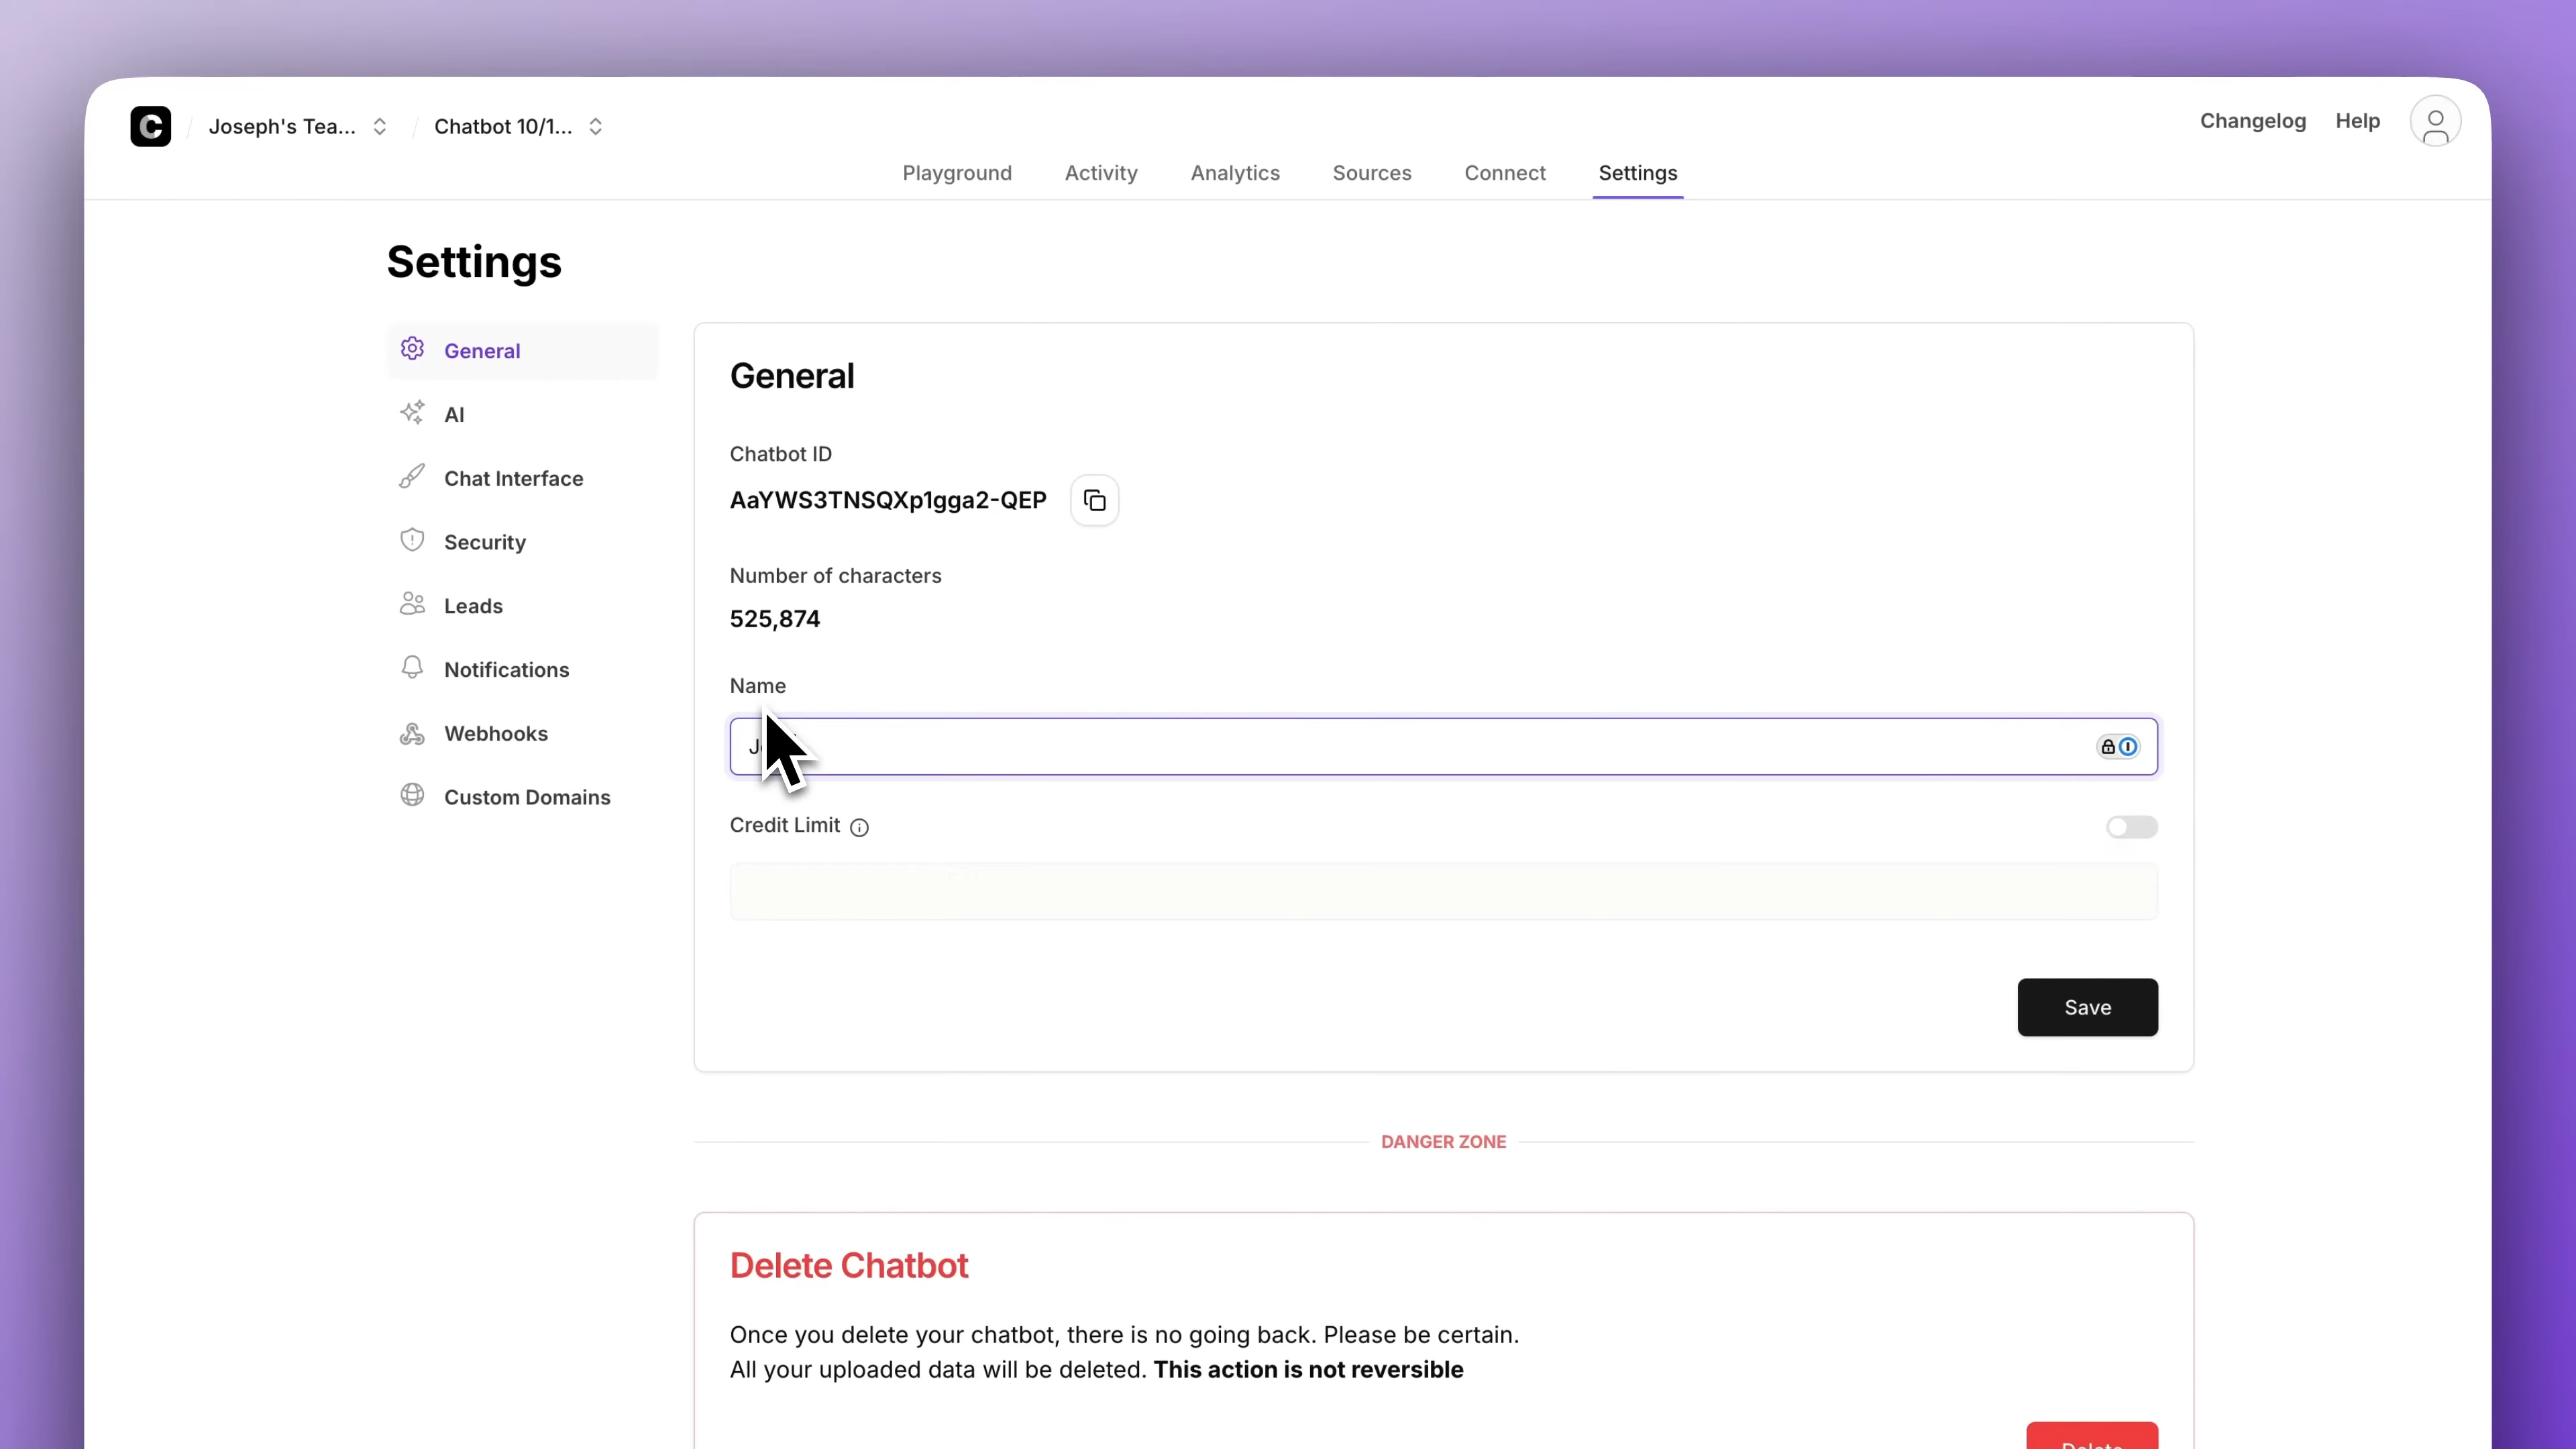 C
Joseph's Tea...
Chatbot 10/1...
Changelog
Help
Playground
Activity
Analytics
Sources
Connect
Settings
Settings
General
AI
Chat Interface
Security
Leads
Notifications
Webhooks
Custom Domains
General
Chatbot ID
AaYWS3TNSQXp1gga2-QEP
Number of characters
525,874
Name
Credit Limit
Save
DANGER ZONE
Delete Chatbot
Once you delete your chatbot, there is no going back. Please be certain.
All your uploaded data will be deleted. This action is not reversible
Delete